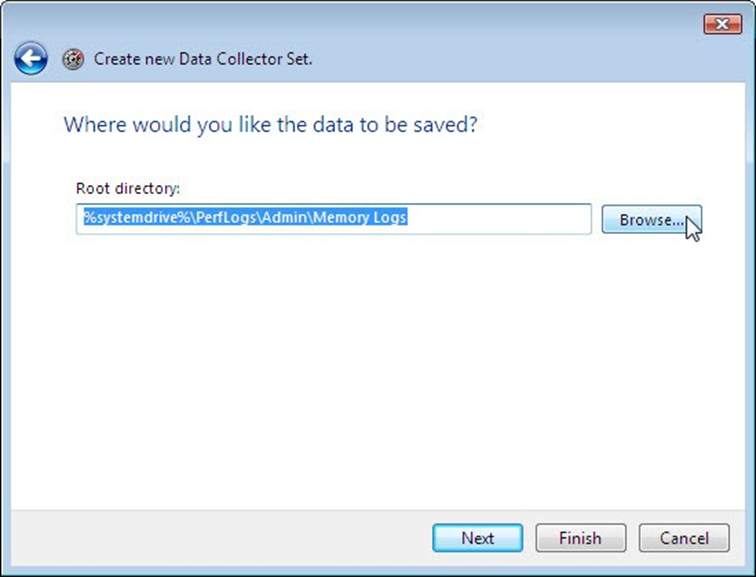 Create new Data Collector Set.
Where would you like the data to be saved?
Root directory:
%systemdrive%\PerfLogs\Admin\Memory Logs
Browse...
Next
Finish
Cancel